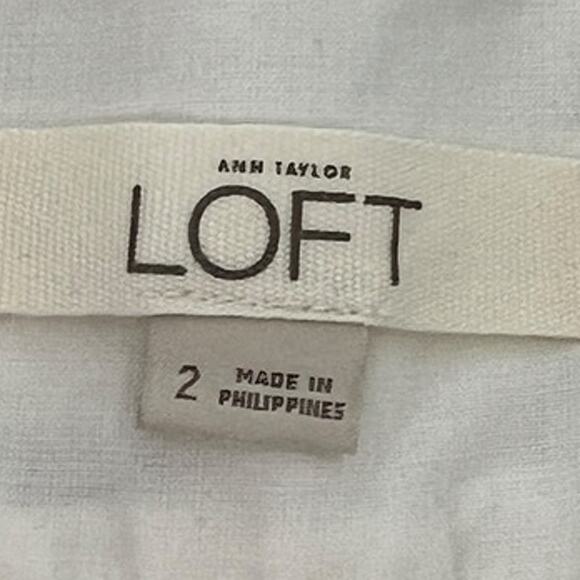 ANN TAYLOR
LOFT
2 MADE IN
PHILIPPINES